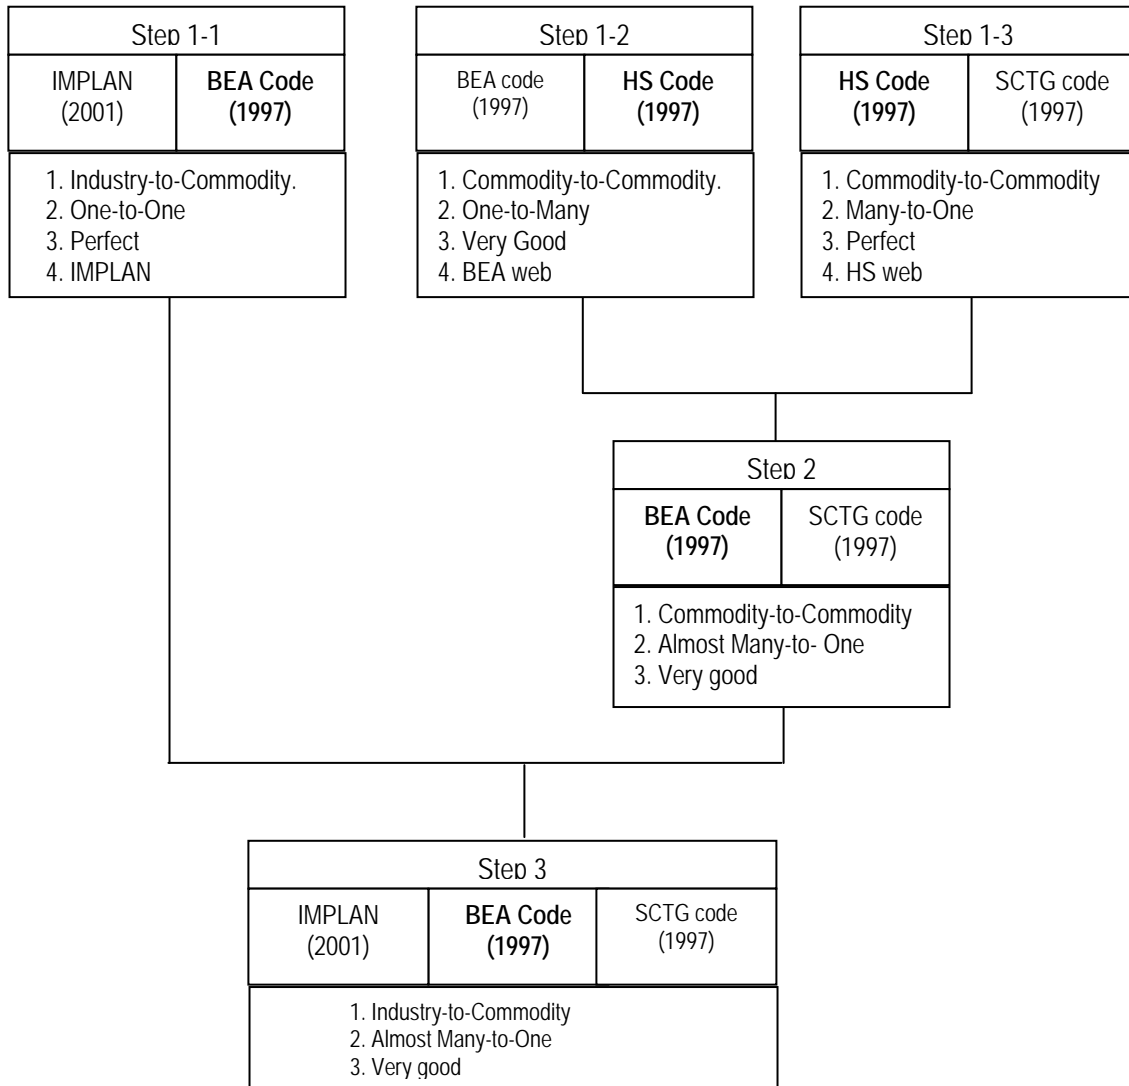 Step 1-1
IMPLAN
(2001)
BEA Code
(1997)
1. Industry-to-Commodity.
2. One-to-One
3. Perfect
4. IMPLAN
Step 1-2
BEA code
(1997)
HS Code
(1997)
1. Commodity-to-Commodity.
2. One-to-Many
3. Very Good
4. BEA web
Step 1-3
HS Code
(1997)
SCTG code
(1997)
1. Commodity-to-Commodity
2. Many-to-One
3. Perfect
4. HS web
Step 2
BEA Code
(1997)
SCTG code
(1997)
1. Commodity-to-Commodity
2. Almost Many-to- One
3. Very good
Step 3
IMPLAN
(2001)
BEA Code
(1997)
SCTG code
(1997)
1. Industry-to-Commodity
2. Almost Many-to-One
3. Very good